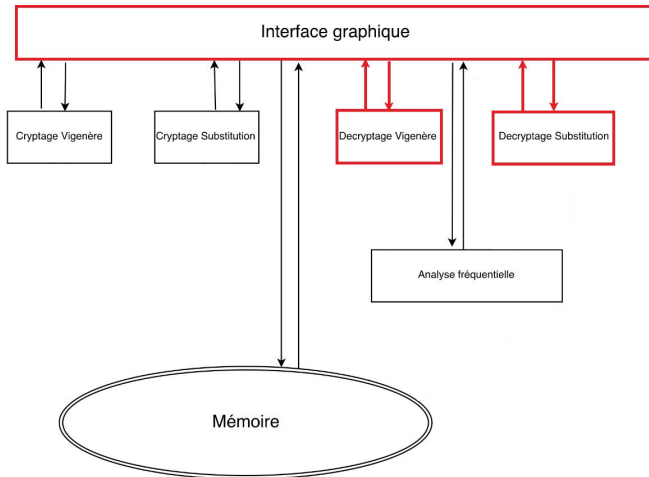 Interface graphique
Cryptage Vigenère
Cryptage Substitution
Decryptage Vigenère
Decryptage Substitution
Analyse fréquentielle
Mémoire